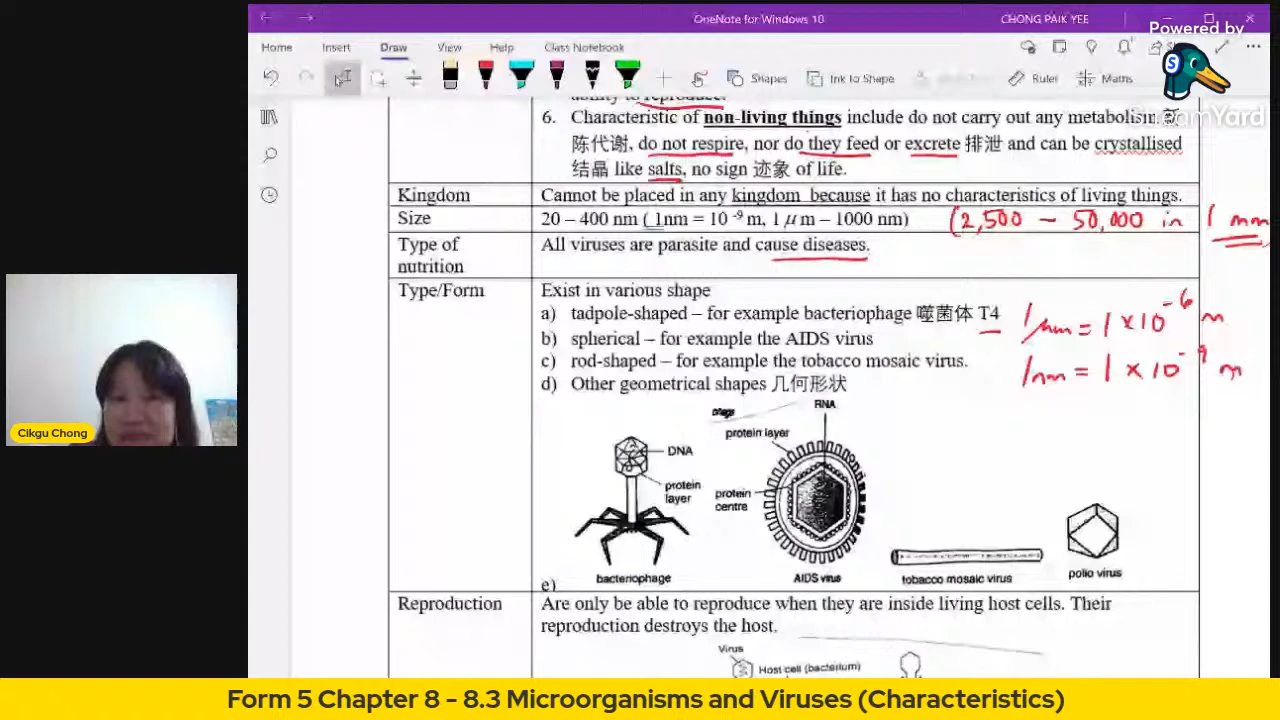 OneNote for Windows 10
CHONG PAIK YEE
Powered by
StreamYard
Home Insert Draw View Help Class Notebook
Shapes Ink to Shape Ruler Maths
ability to reproduce.
6. Characteristic of non-living things include do not carry out any metabolism 新
陈代谢, do not respire, nor do they feed or excrete 排泄 and can be crystallised
结晶 like salts, no sign 迹象 of life.
Kingdom Cannot be placed in any kingdom because it has no characteristics of living things.
Size 20 – 400 nm ( 1nm = 10 -9 m, 1 μ m – 1000 nm) (2,500 – 50,000 in 1 mm
Type of
nutrition
All viruses are parasite and cause diseases.
Type/Form Exist in various shape
a) tadpole-shaped – for example bacteriophage 噬菌体 T4
b) spherical – for example the AIDS virus
c) rod-shaped – for example the tobacco mosaic virus.
d) Other geometrical shapes 几何形状
1μm = 1 × 10 -6 m
1nm = 1 × 10 -9 m
RNA
protein layer
DNA
protein
layer
protein
centre
bacteriophage
AIDS virus
tobacco mosaic virus
polio virus
e)
Reproduction Are only be able to reproduce when they are inside living host cells. Their
reproduction destroys the host.
Virus
Host cell (bacterium)
Cikgu Chong
Form 5 Chapter 8 - 8.3 Microorganisms and Viruses (Characteristics)